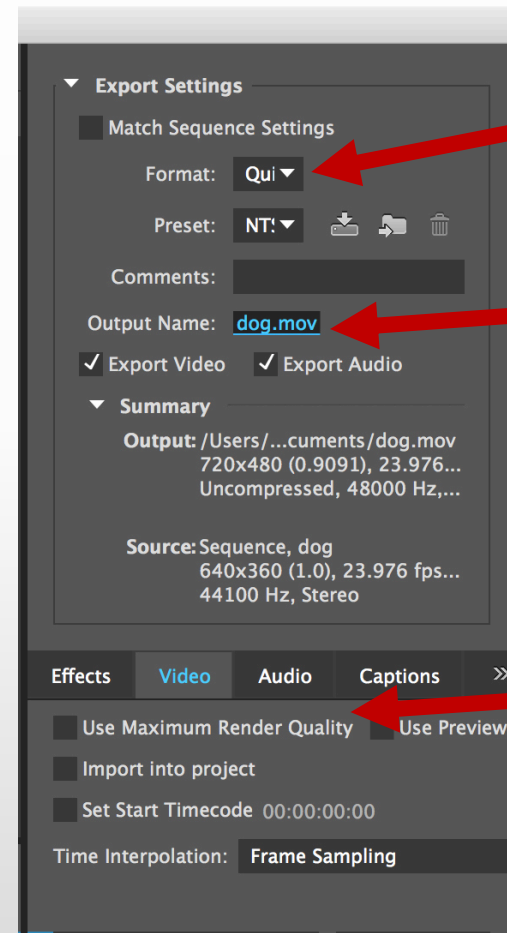 Export Settings
Match Sequence Settings
Format: Qui
Preset: NTS
Comments:
Output Name: dog.mov
Export Video Export Audio
Summary
Output: /Users/...cuments/dog.mov
720x480 (0.9091), 23.976...
Uncompressed, 48000 Hz,...
Source: Sequence, dog
640x360 (1.0), 23.976 fps...
44100 Hz, Stereo
Effects Video Audio Captions »
Use Maximum Render Quality Use Preview
Import into project
Set Start Timecode 00:00:00:00
Time Interpolation: Frame Sampling